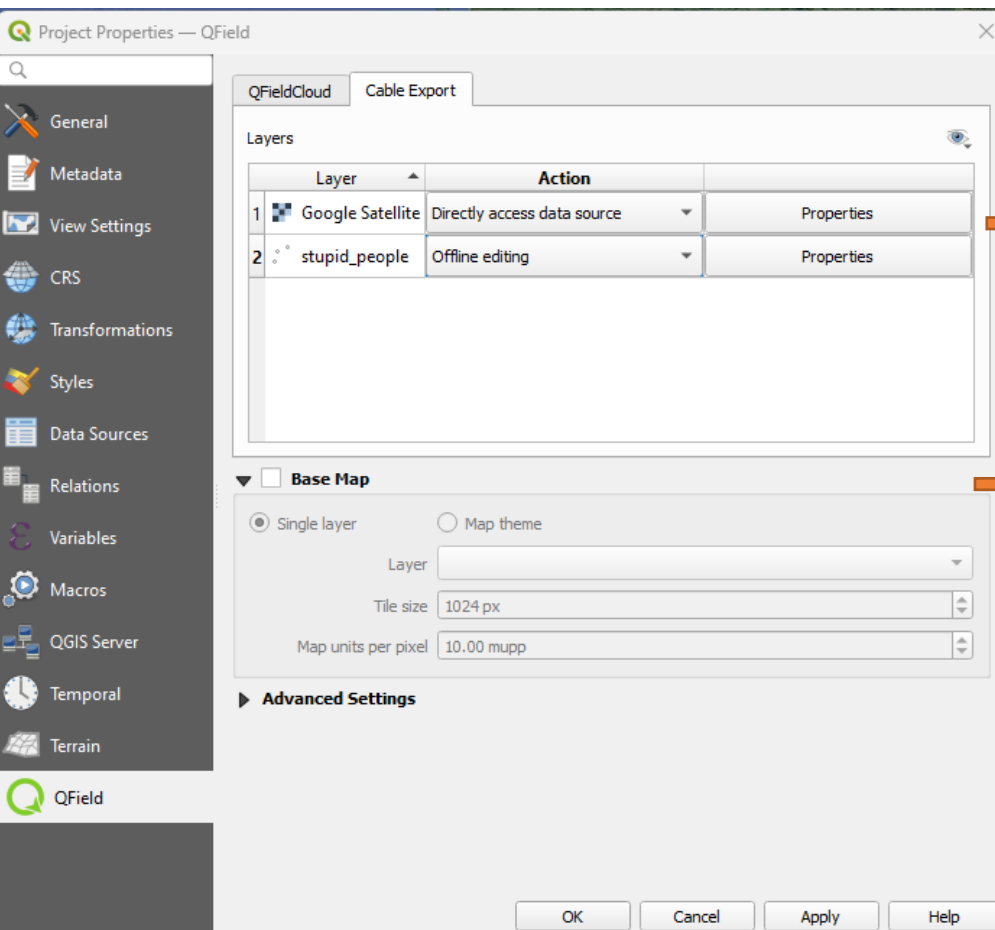 Project Properties — QField
QFieldCloud
Cable Export
General
Metadata
View Settings
CRS
Transformations
Styles
Data Sources
Relations
Variables
Macros
QGIS Server
Temporal
Terrain
QField
Layers
Layer Action
1 Google Satellite Directly access data source Properties
2 stupid_people Offline editing Properties
Base Map
Single layer Map theme
Layer
Tile size 1024 px
Map units per pixel 10.00 mupp
Advanced Settings
OK Cancel Apply Help